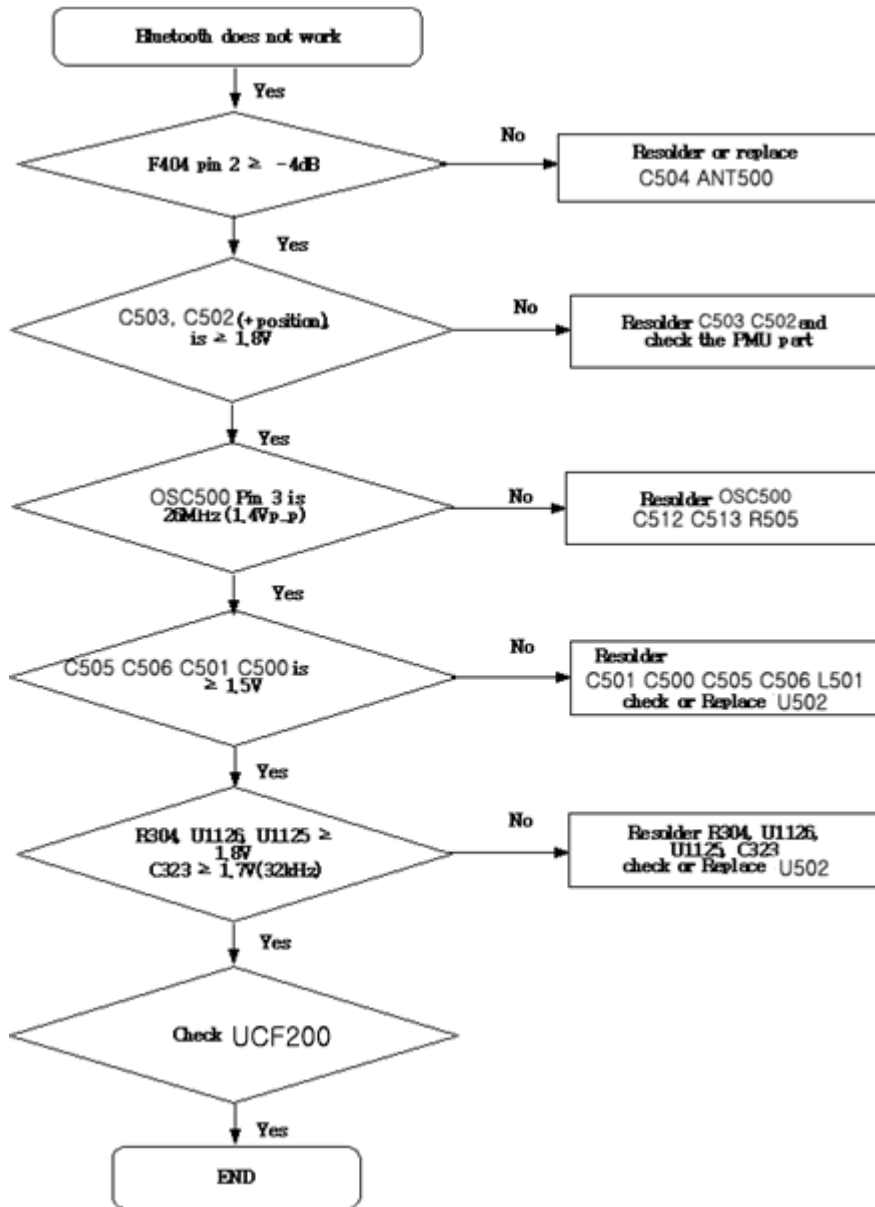 Bluetooth does not work
Yes
F404 pin 2 ≥ -4dB
No
Resolder or replace
C504 ANT500
Yes
C503, C502 (+position)
is ≥ 1.8V
No
Resolder C503 C502 and
check the PMU part
Yes
OSC500 Pin 3 is
26MHz (1.4Vp_p)
No
Resolder OSC500
C512 C513 R505
Yes
C505 C506 C501 C500 is
≥ 1.5V
No
Resolder
C501 C500 C505 C506 L501
check or Replace U502
Yes
R304, U1126, U1125 ≥
1.8V
C323 ≥ 1.7V(32kHz)
No
Resolder R304, U1126,
U1125, C323
check or Replace U502
Yes
Check UCF200
Yes
END